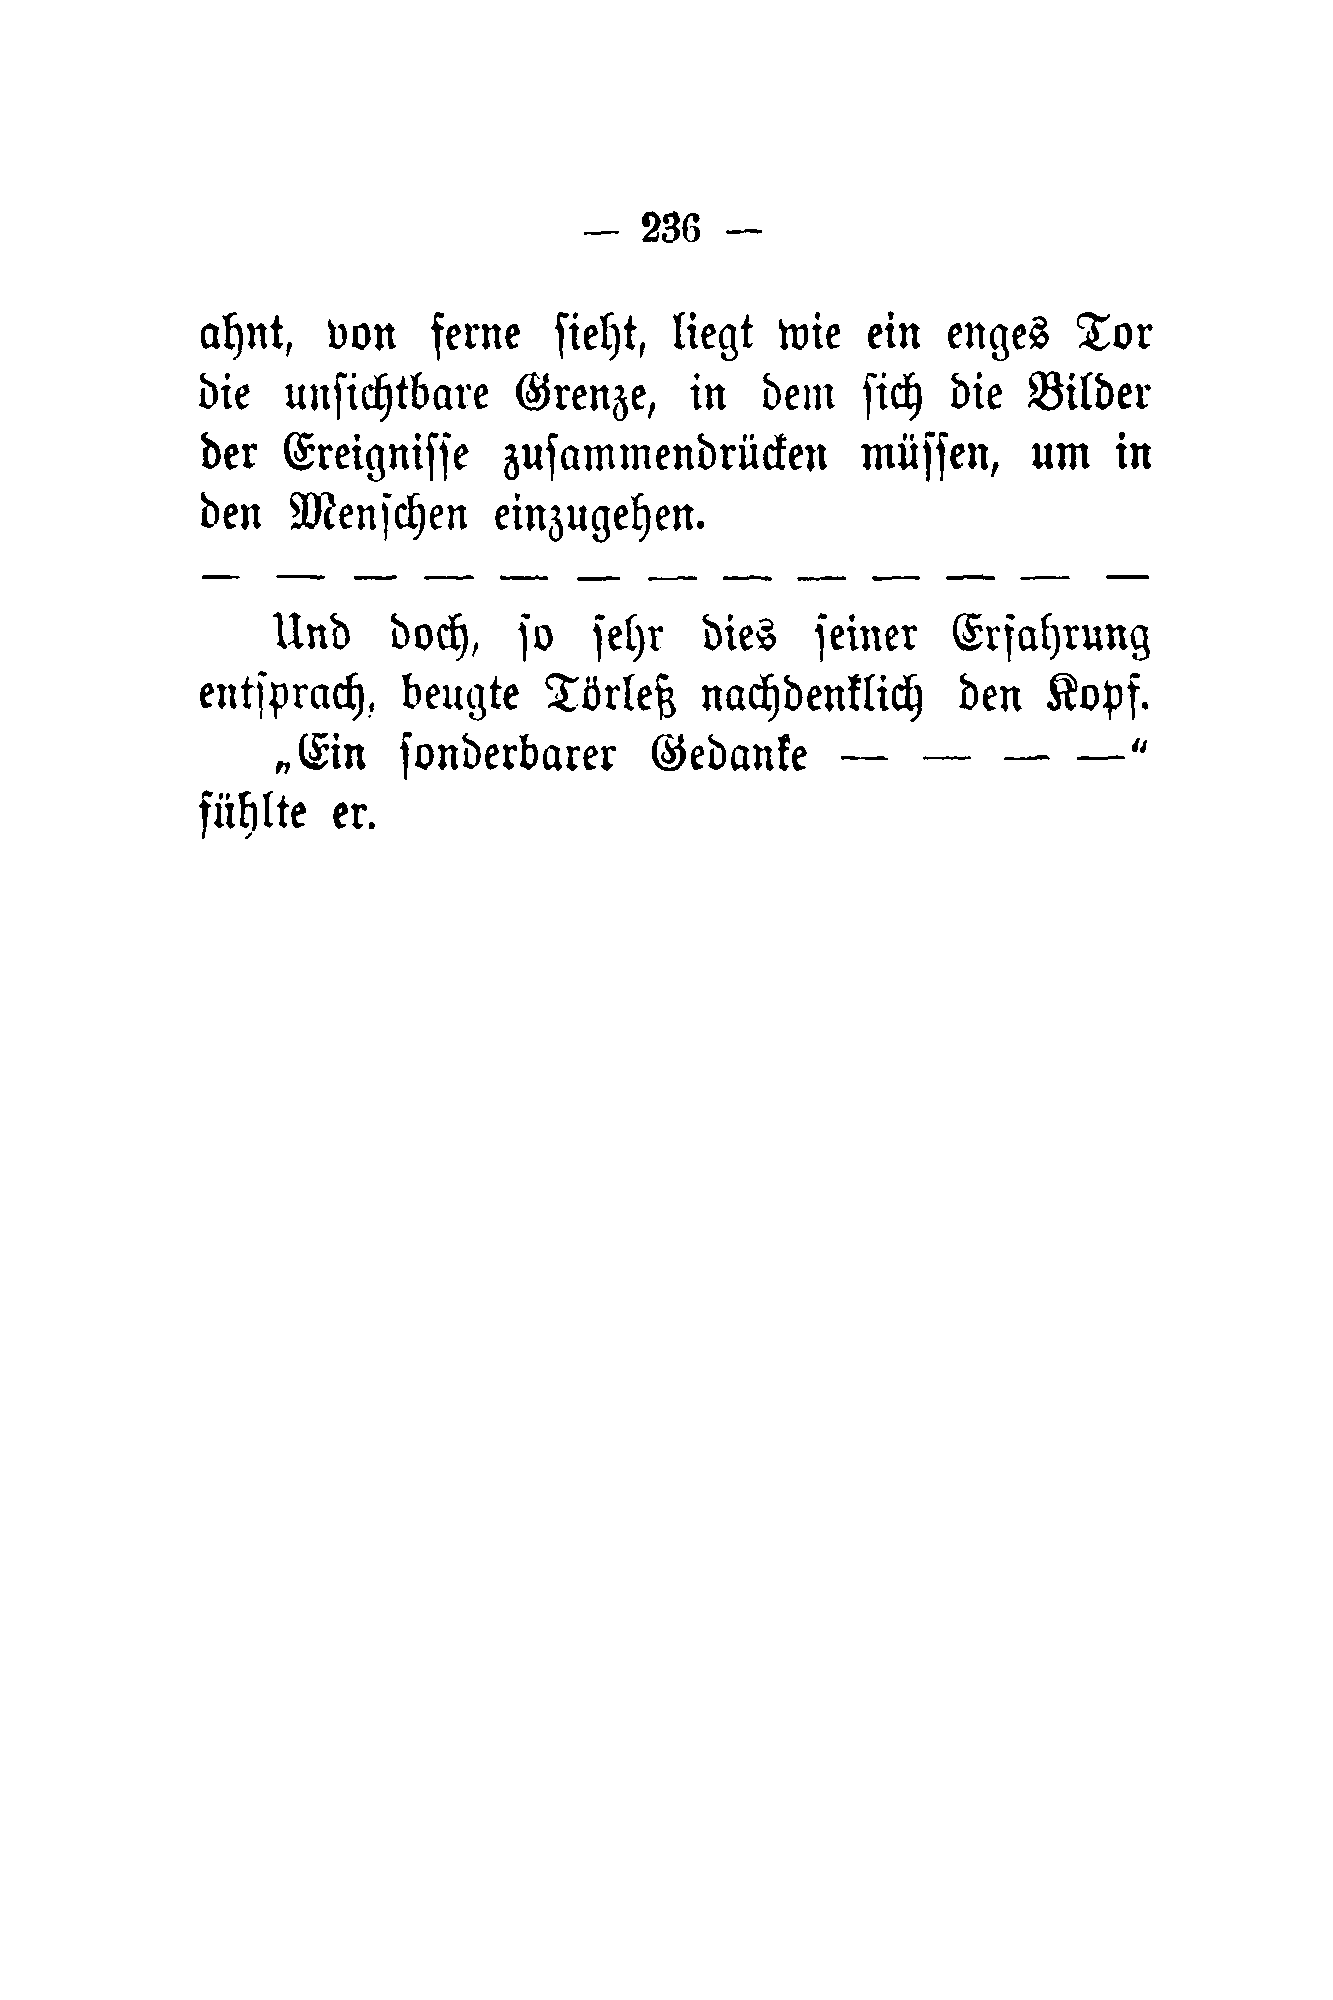 — 236 —
ahnt, von ferne sieht, liegt wie ein enges Tor
die unsichtbare Grenze, in dem sich die Bilder
der Ereignisse zusammendrücken müssen, um in
den Menschen einzugehen.
— — — — — — — — — — — — —
Und doch, so sehr dies seiner Erfahrung
entsprach, beugte Törleß nachdenklich den Kopf.
„Ein sonderbarer Gedanke — — — —“
fühlte er.